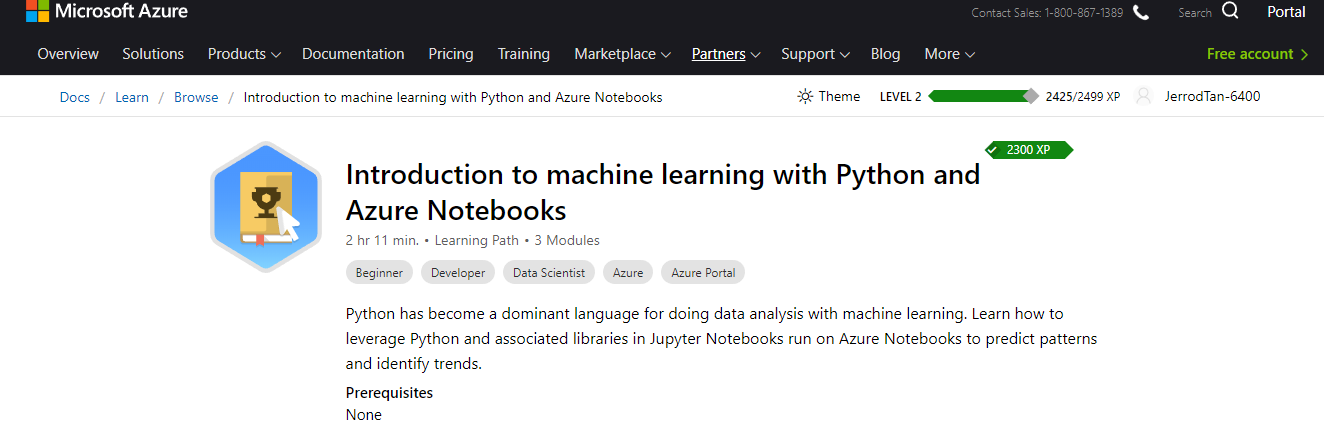 Microsoft Azure
Contact Sales: 1-800-867-1389 Search Portal
Overview Solutions Products Documentation Pricing Training Marketplace Partners Support Blog More Free account
Docs / Learn / Browse / Introduction to machine learning with Python and Azure Notebooks Theme LEVEL 2 2425/2499 XP JerrodTan-6400
2300 XP
Introduction to machine learning with Python and
Azure Notebooks
2 hr 11 min. • Learning Path • 3 Modules
Beginner Developer Data Scientist Azure Azure Portal
Python has become a dominant language for doing data analysis with machine learning. Learn how to
leverage Python and associated libraries in Jupyter Notebooks run on Azure Notebooks to predict patterns
and identify trends.
Prerequisites
None